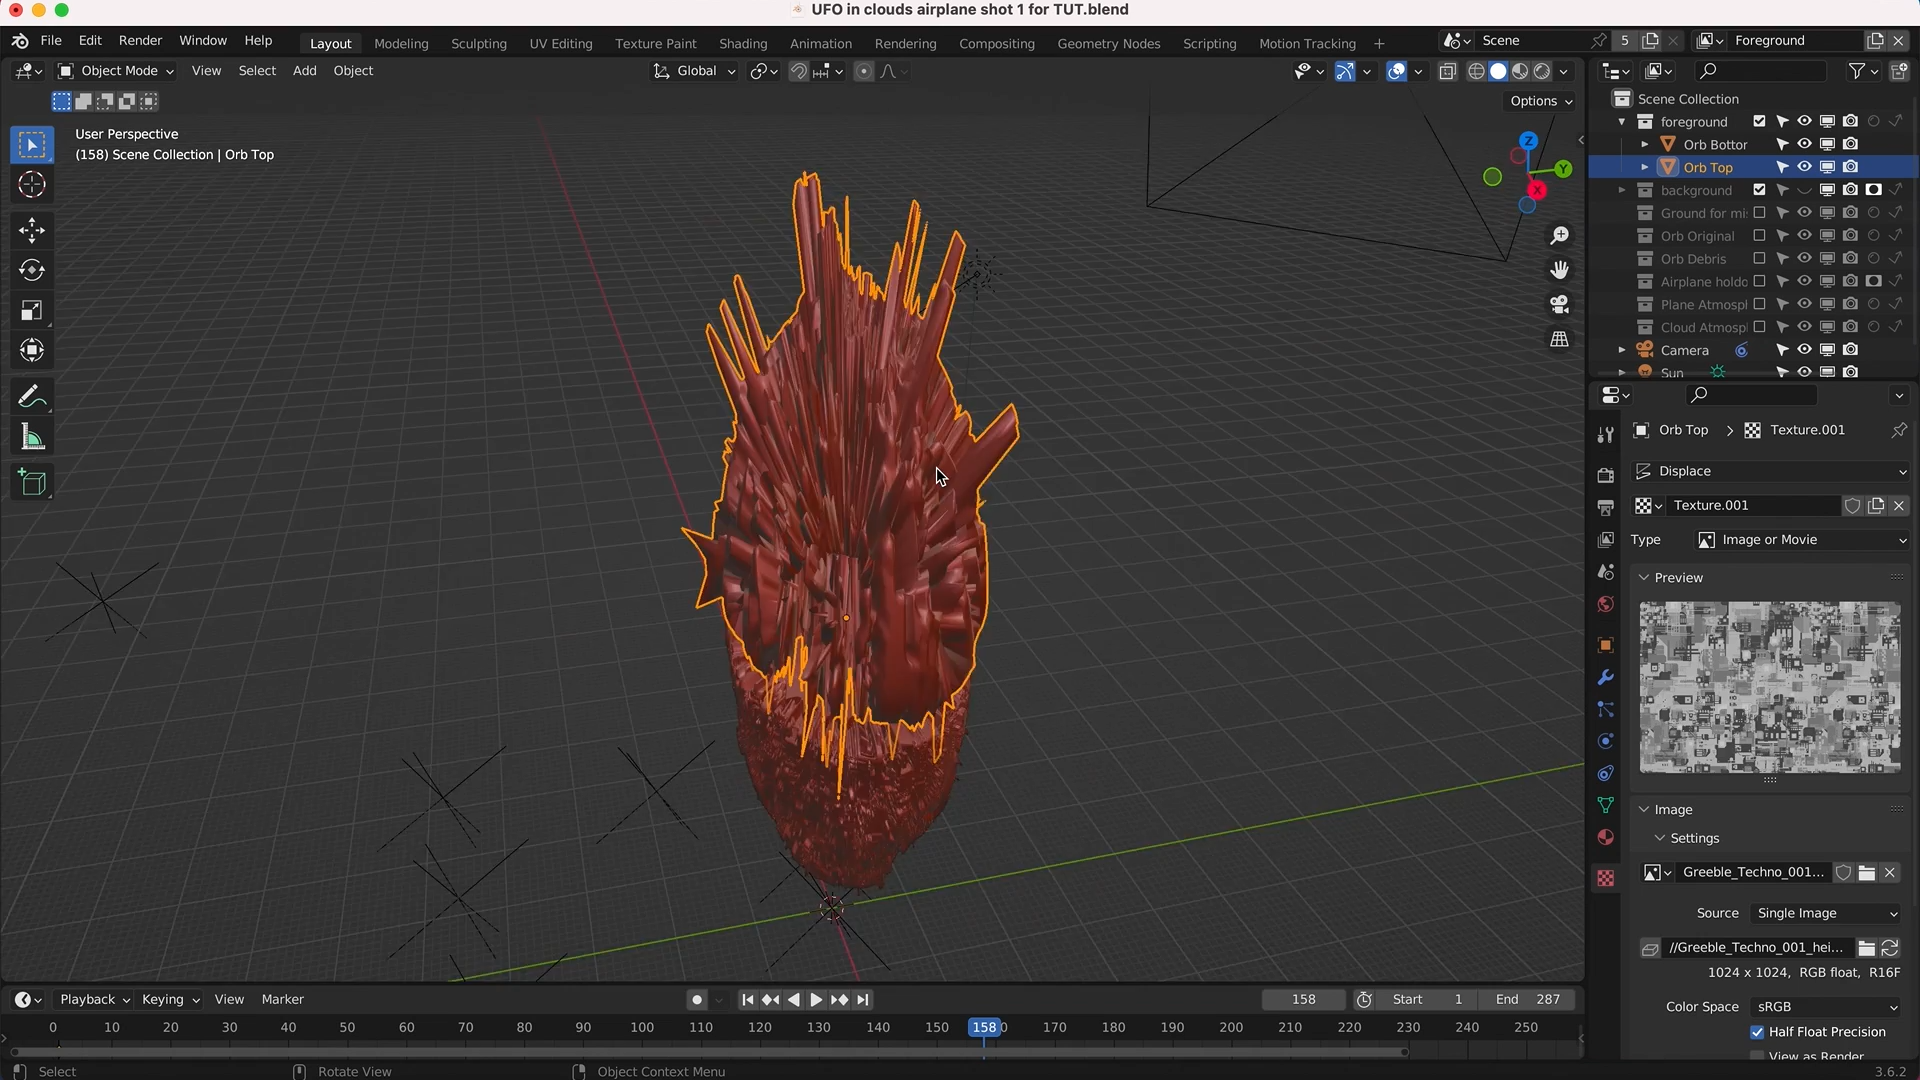 UFO in clouds airplane shot 1 for TUT.blend
File Edit Render Window Help Layout Modeling Sculpting UV Editing Texture Paint Shading Animation Rendering Compositing Geometry Nodes Scripting Motion Tracking + Scene 5 Foreground
Object Mode View Select Add Object Global
Options
User Perspective
(158) Scene Collection | Orb Top
Z
Y
X
Scene Collection
foreground
Orb Bottor
Orb Top
background
Ground for mi
Orb Original
Orb Debris
Airplane holdo
Plane Atmospl
Cloud Atmospl
Camera
Sun
Orb Top > Texture.001
Displace
Texture.001
Type Image or Movie
Preview
Image
Settings
Greeble_Techno_001...
Source Single Image
//Greeble_Techno_001_hei...
1024 x 1024, RGB float, R16F
Color Space sRGB
Half Float Precision
View as Render
Playback Keying View Marker 158 Start 1 End 287
0 10 20 30 40 50 60 70 80 90 100 110 120 130 140 150 158 0 170 180 190 200 210 220 230 240 250
Select Rotate View Object Context Menu 3.6.2